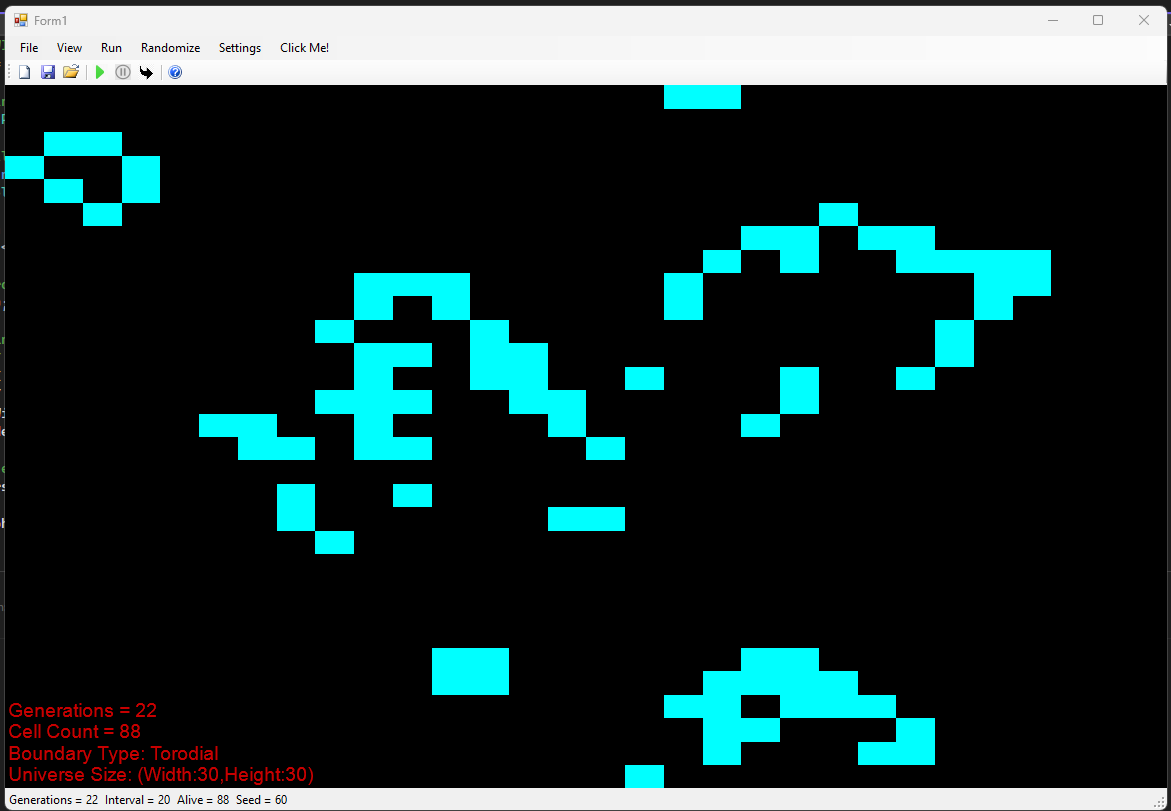 Form1
File View Run Randomize Settings Click Me!
Generations = 22
Cell Count = 88
Boundary Type: Torodial
Universe Size: (Width:30,Height:30)
Generations = 22 Interval = 20 Alive = 88 Seed = 60